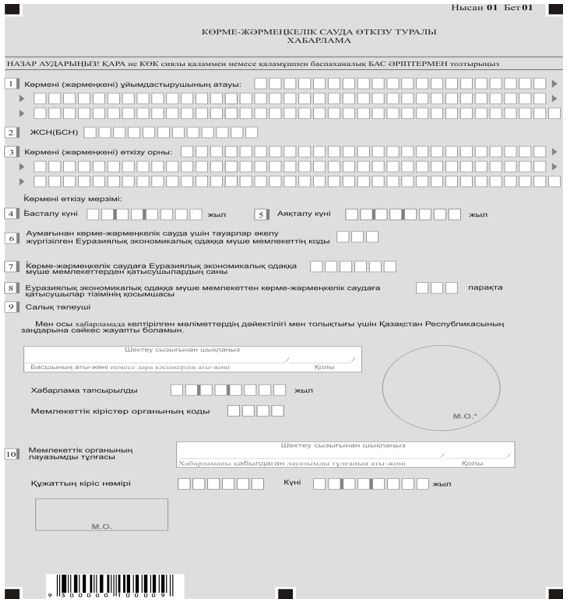 Нысан 01 Бет 01
КӨРМЕ-ЖӘРМЕҢКЕЛІК САУДА ӨТКІЗУ ТУРАЛЫ
ХАБАРЛАМА
НАЗАР АУДАРЫҢЫЗ! ҚАРА не КӨК сиялы қаламмен немесе қаламұшпен баспаханалық БАС ӘРІПТЕРМЕН толтырыңыз
1 Көрмені (жәрмеңкені) ұйымдастырушының атауы:
2 ЖСН(БСН)
3 Көрмені (жәрмеңкені) өткізу орны:
Көрмені өткізу мерзімі:
4 Басталу күні жыл 5 Аяқталу күні жыл
6 Аумағынан көрме-жәрмеңкелік сауда үшін тауарлар әкелу
жүргізілген Еуразиялық экономикалық одаққа мүше мемлекеттің коды
7 Көрме-жәрмеңкелік саудаға Еуразиялық экономикалық одаққа
мүше мемлекеттерден қатысушылардың саны
8 Еуразиялық экономикалық одаққа мүше мемлекеттен көрме-жәрмеңкелік саудаға
қатысушылар тізімінің қосымшасы парақта
9 Салық төлеуші
Мен осы хабарламада келтірілген мәліметтердің дәйектілігі мен толықтығы үшін Қазақстан Республикасының
заңдарына сәйкес жауапты боламын.
Шектеу сызығынан шықпаңыз
Басшының аты-жөні немесе дара кәсіпкердің аты-жөні Қолы
Хабарлама тапсырылды жыл
Мемлекеттік кірістер органының коды
М.О.*
10 Мемлекеттік органының
лауазымды тұлғасы
Шектеу сызығынан шықпаңыз
Хабарламаны қабылдаған лауазымды тұлғаның аты-жөні Қолы
Құжаттың кіріс нөмірі Күні жыл
М.О.
9 300000 100009